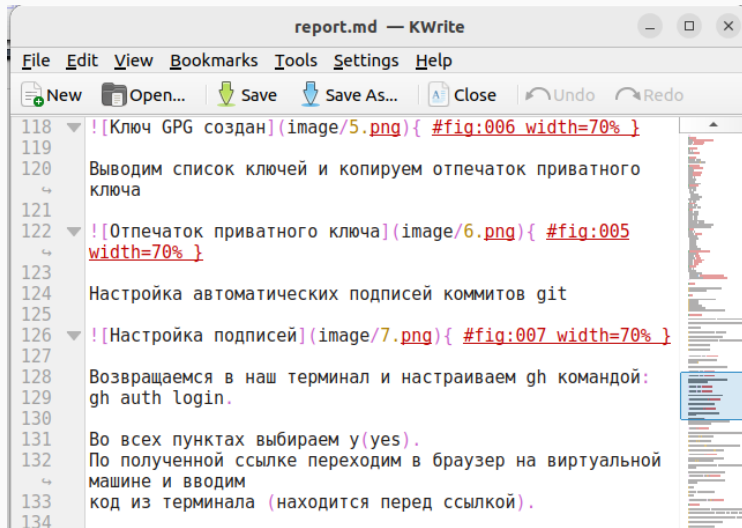 report.md — KWrite
File Edit View Bookmarks Tools Settings Help
New Open... Save Save As... Close Undo Redo
118 ![Ключ GPG создан](image/5.png){ #fig:006 width=70% }
119
120 Выводим список ключей и копируем отпечаток приватного
ключа
121
122 ![Отпечаток приватного ключа](image/6.png){ #fig:005
width=70% }
123
124 Настройка автоматических подписей коммитов git
125
126 ![Настройка подписей](image/7.png){ #fig:007 width=70% }
127
128 Возвращаемся в наш терминал и настраиваем gh командой:
129 gh auth login.
130
131 Во всех пунктах выбираем y(yes).
132 По полученной ссылке переходим в браузер на виртуальной
машине и вводим
133 код из терминала (находится перед ссылкой).
134